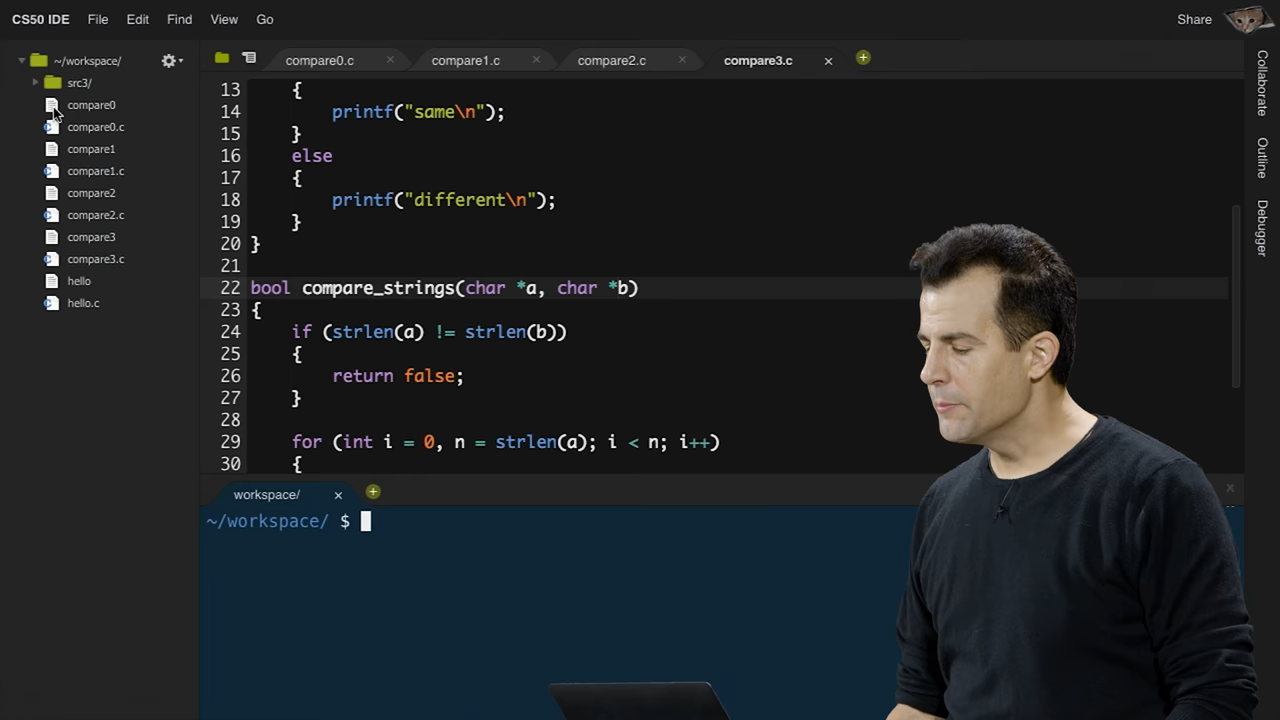 CS50 IDE File Edit Find View Go Share
~/workspace/
src3/
compare0
compare0.c
compare1
compare1.c
compare2
compare2.c
compare3
compare3.c
hello
hello.c
compare0.c compare1.c compare2.c compare3.c
13 {
14 printf("same\n");
15 }
16 else
17 {
18 printf("different\n");
19 }
20 }
21
22 bool compare_strings(char *a, char *b)
23 {
24 if (strlen(a) != strlen(b))
25 {
26 return false;
27 }
28
29 for (int i = 0, n = strlen(a); i < n; i++)
30 {
workspace/
~/workspace/ $
Collaborate
Outline
Debugger